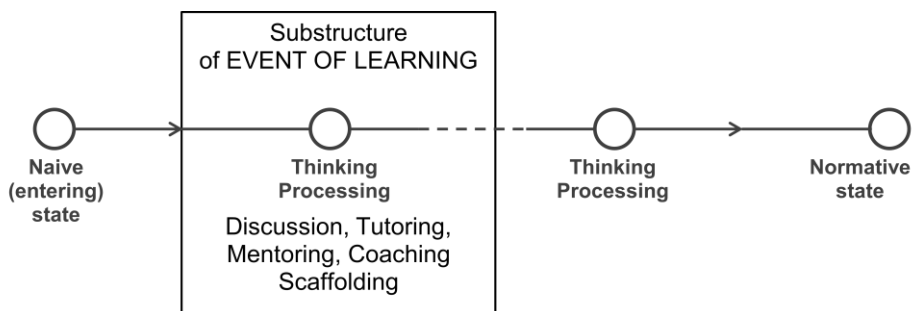 Substructure
of EVENT OF LEARNING
Naive
(entering)
state
Thinking
Processing
Thinking
Processing
Normative
state
Discussion, Tutoring,
Mentoring, Coaching
Scaffolding